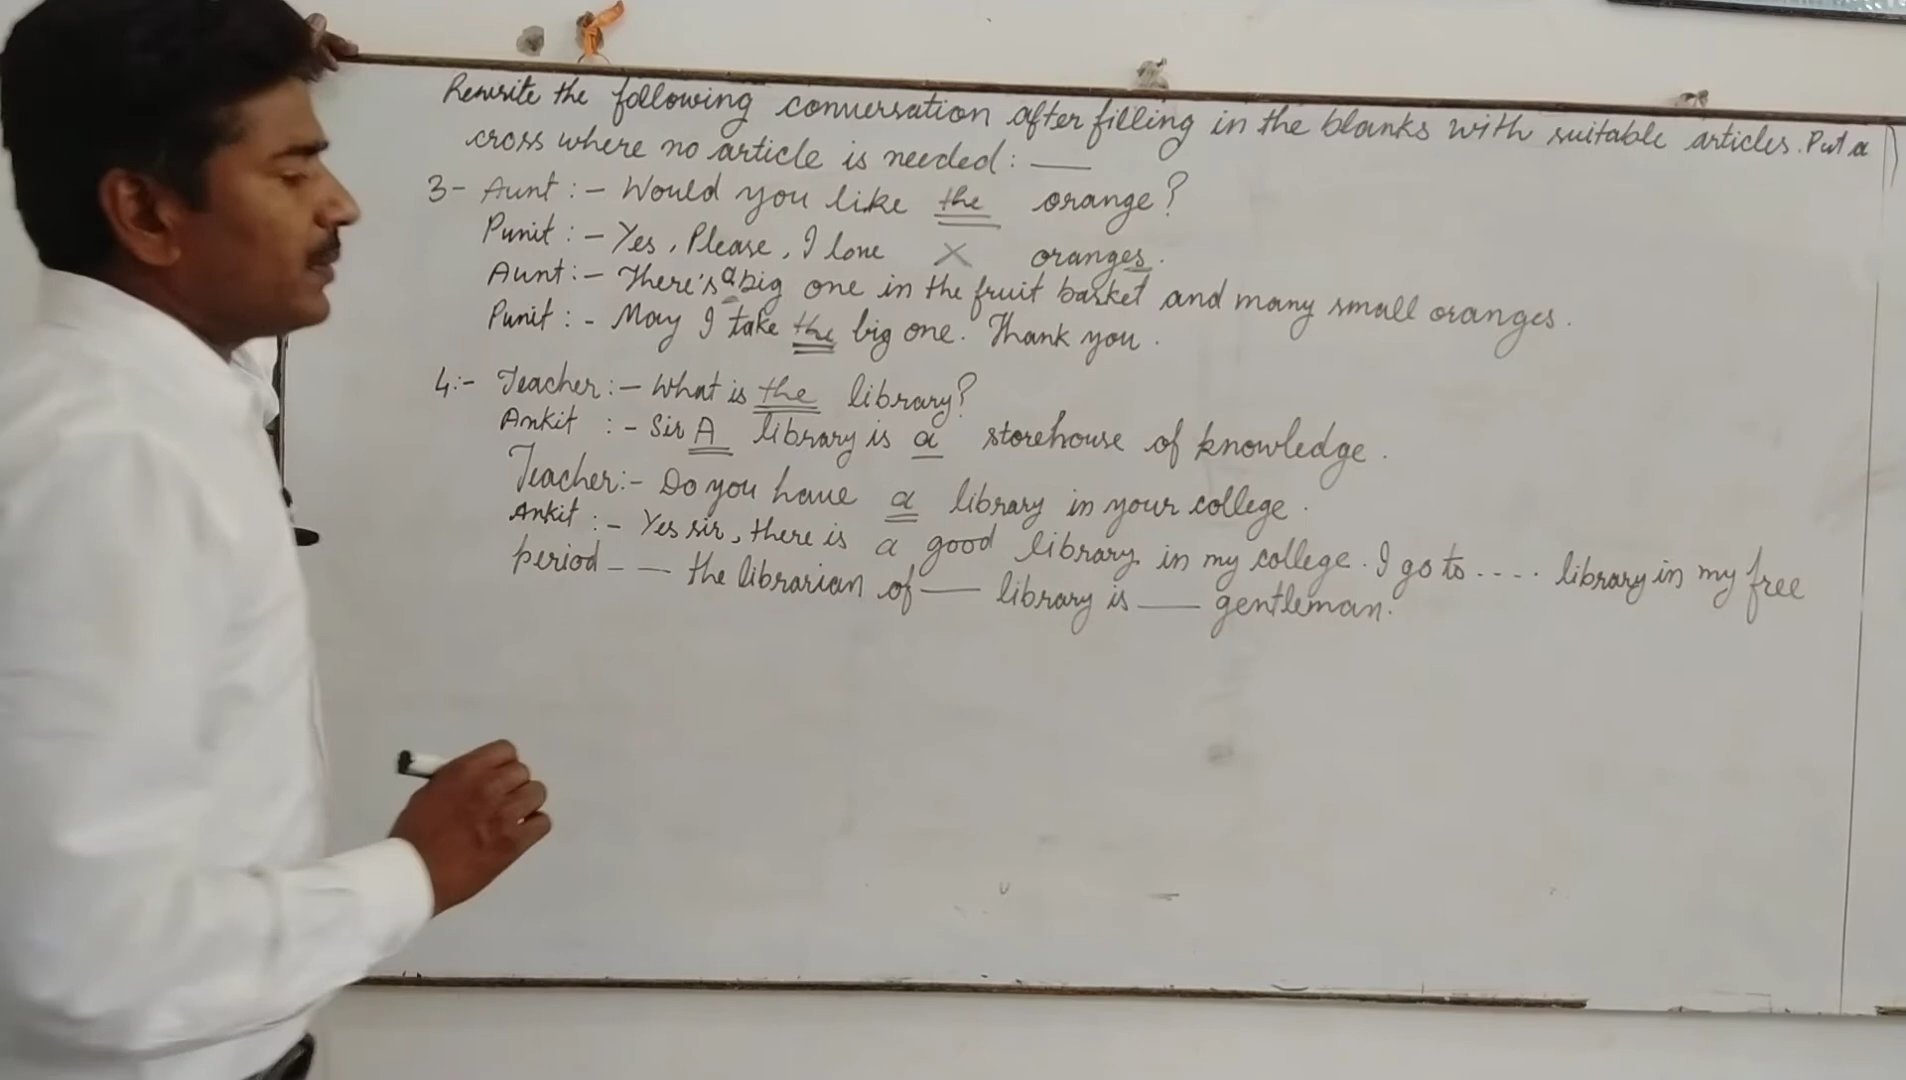 Rewrite the following conversation after filling in the blanks with suitable articles. Put a
cross where no article is needed: —
3- Aunt :- Would you like the orange?
Punit :- Yes, Please, I love X oranges.
Aunt :- There's a big one in the fruit basket and many small oranges.
Punit :- May I take the big one. Thank you.
4:- Teacher :- What is the library?
Ankit :- Sir A library is a storehouse of knowledge.
Teacher :- Do you have a library in your college.
Ankit :- Yes sir, there is a good library in my college. I go to .... library in my free
period — — the librarian of — library is — gentleman.